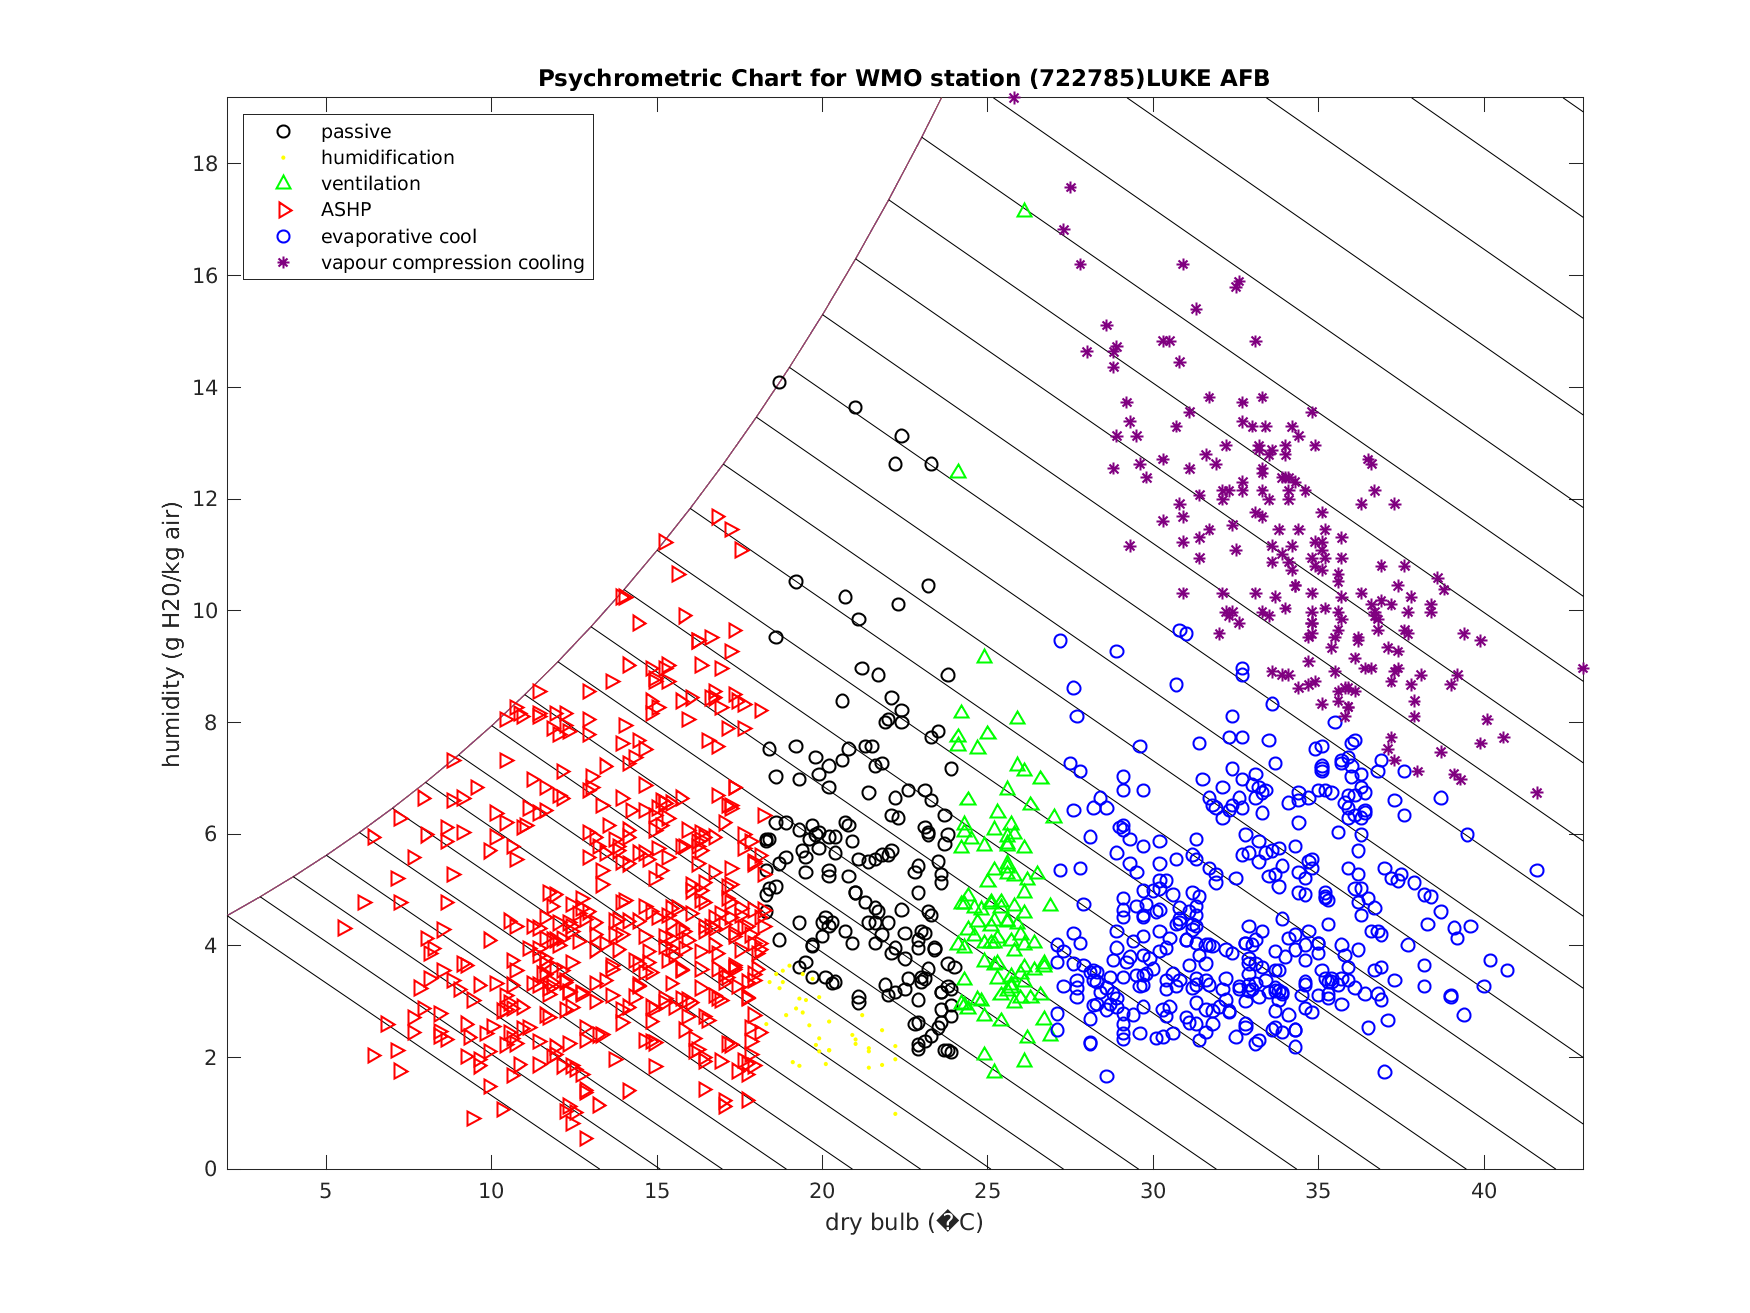 Psychrometric Chart for WMO station (722785)LUKE AFB
passive
humidification
ventilation
ASHP
evaporative cool
vapour compression cooling
humidity (g H20/kg air)
18
16
14
12
10
8
6
4
2
0
5 10 15 20 25 30 35 40
dry bulb (�C)